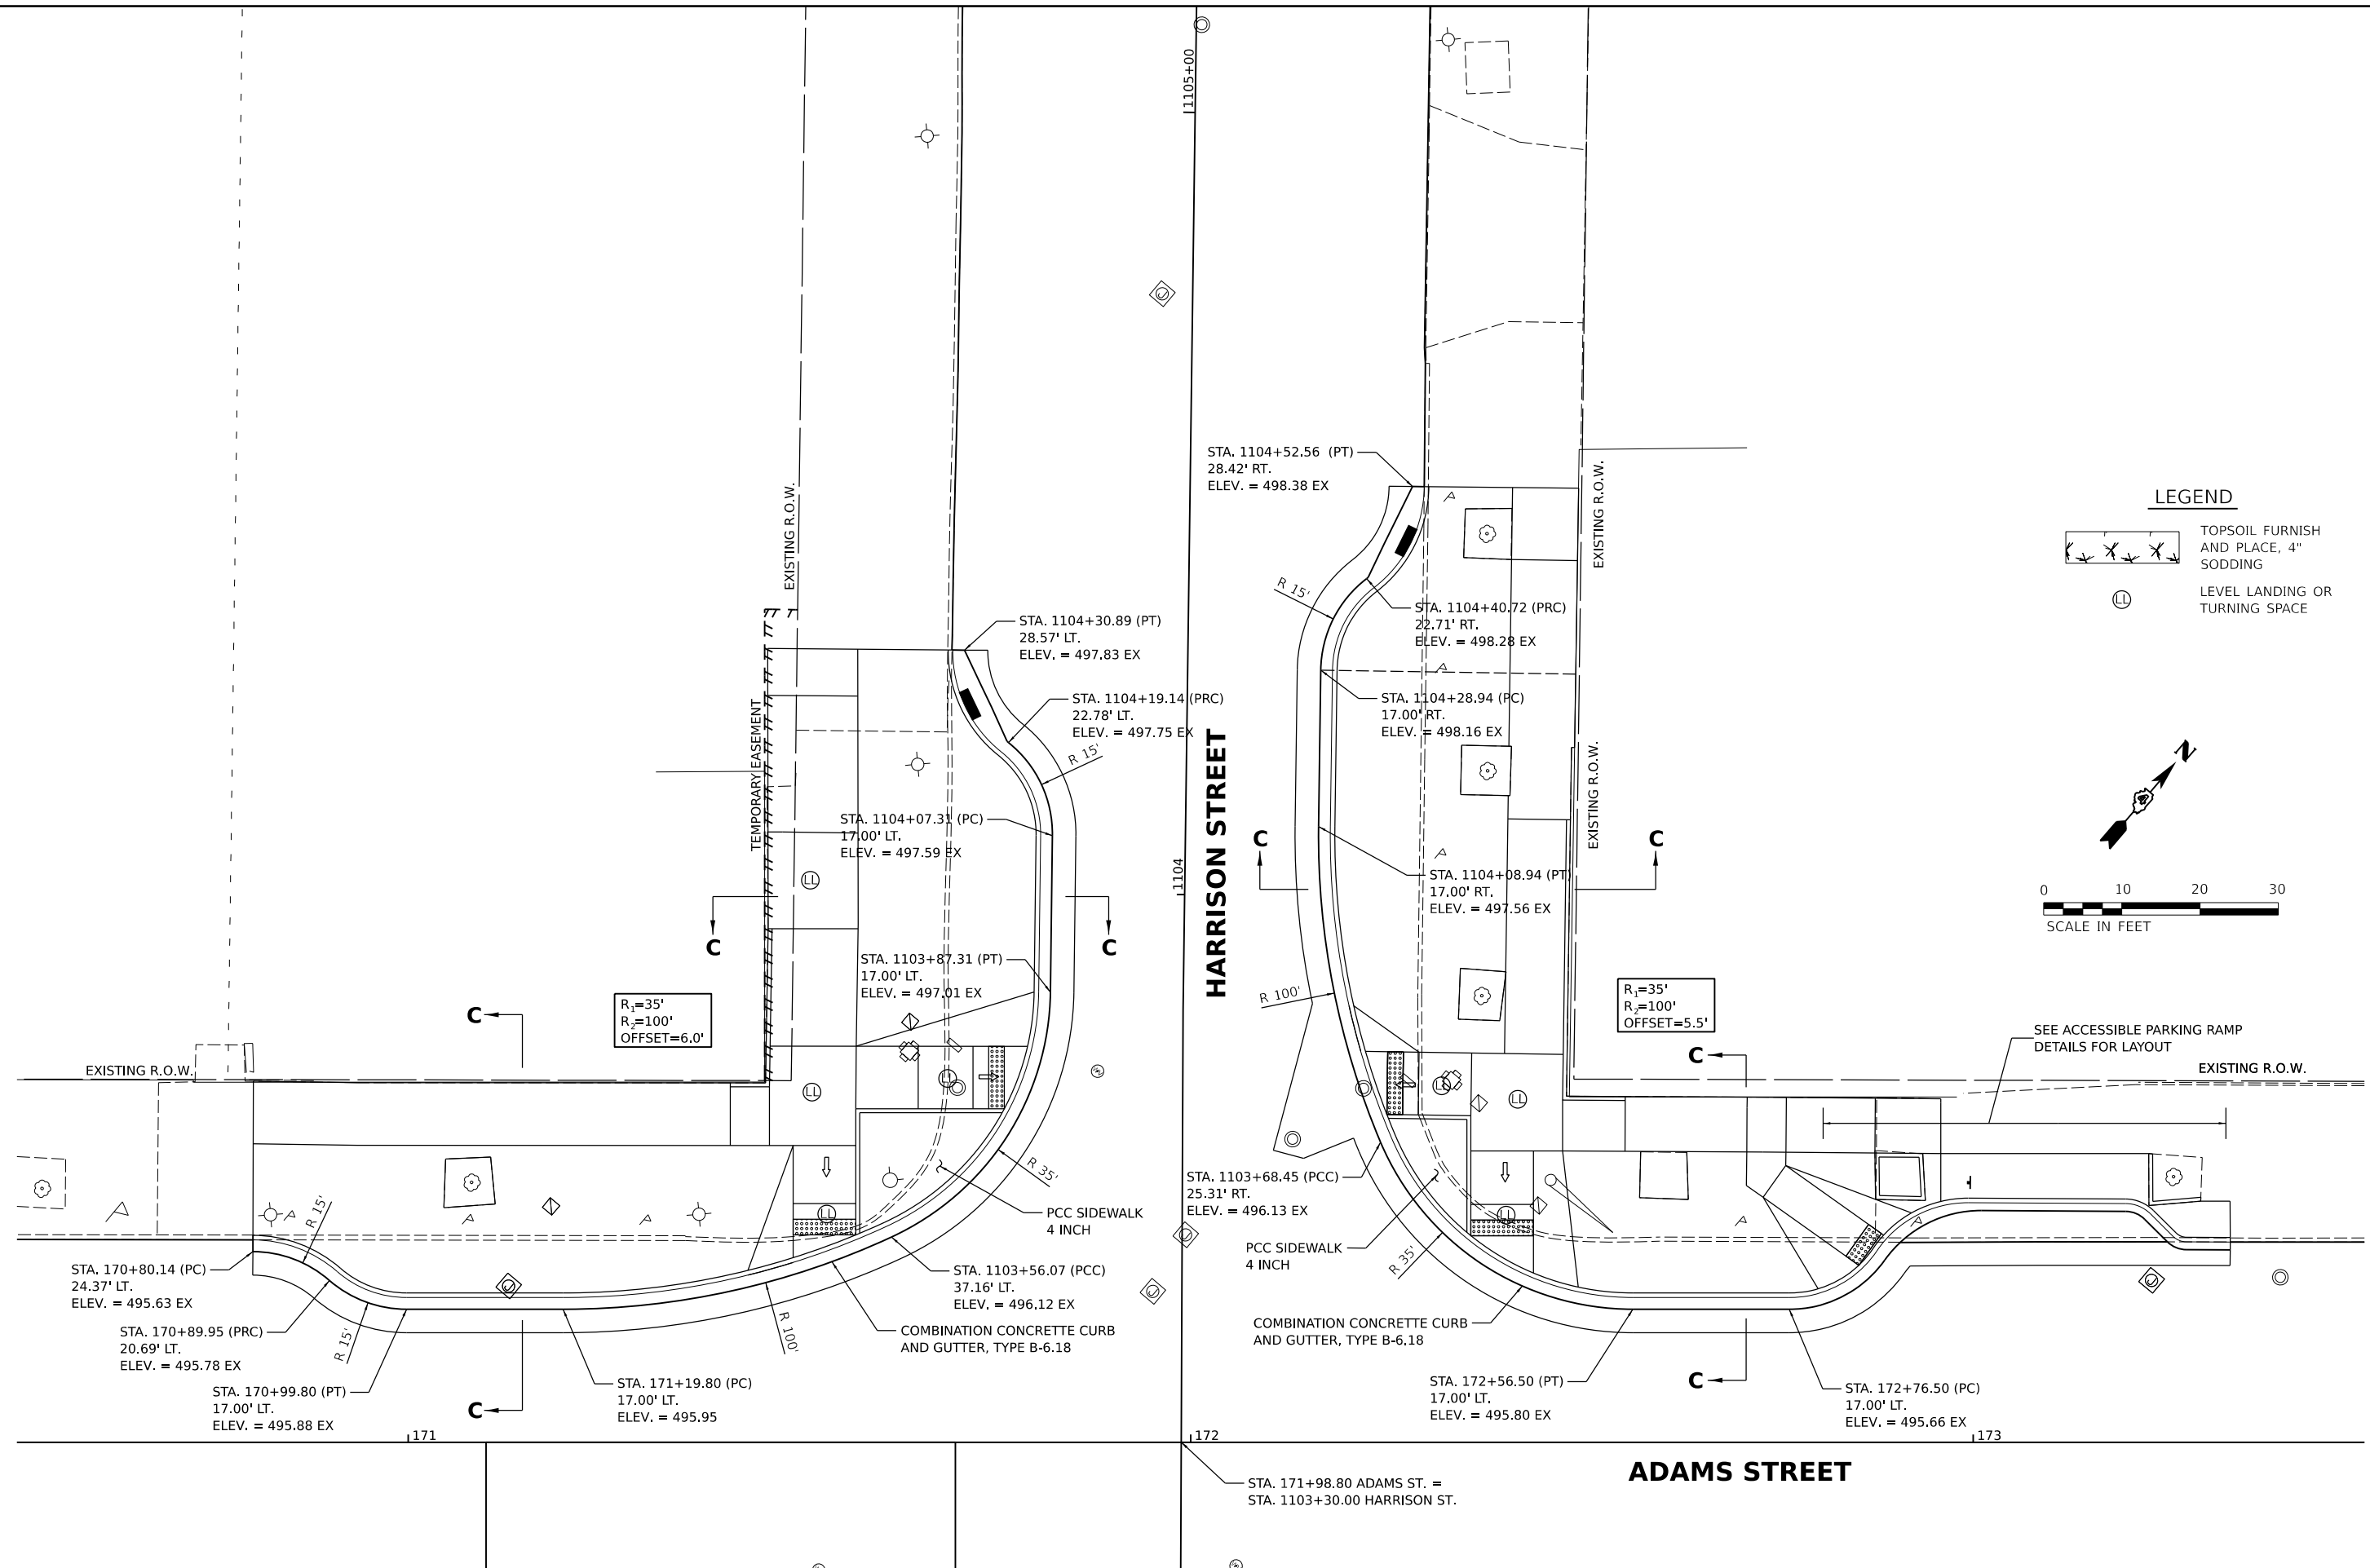 1105+00
STA. 1104+52.56 (PT)
28.42' RT.
ELEV. = 498.38 EX
EXISTING R.O.W.
EXISTING R.O.W.
LEGEND
TOPSOIL FURNISH
AND PLACE, 4"
SODDING
LL
LEVEL LANDING OR
TURNING SPACE
R 15'
STA. 1104+40.72 (PRC)
22.71' RT.
ELEV. = 498.28 EX
STA. 1104+30.89 (PT)
28.57' LT.
ELEV. = 497.83 EX
STA. 1104+19.14 (PRC)
22.78' LT.
ELEV. = 497.75 EX
R 15'
STA. 1104+28.94 (PC)
17.00' RT.
ELEV. = 498.16 EX
TEMPORARY EASEMENT
HARRISON STREET
EXISTING R.O.W.
N
STA. 1104+07.31 (PC)
17.00' LT.
ELEV. = 497.59 EX
C
C
LL
1104
STA. 1104+08.94 (PT)
17.00' RT.
ELEV. = 497.56 EX
0 10 20 30
SCALE IN FEET
C
C
STA. 1103+87.31 (PT)
17.00' LT.
ELEV. = 497.01 EX
R 100'
R1=35'
R2=100'
OFFSET=6.0'
R1=35'
R2=100'
OFFSET=5.5'
C
C
SEE ACCESSIBLE PARKING RAMP
DETAILS FOR LAYOUT
EXISTING R.O.W.
EXISTING R.O.W.
LL
LL
LL
LL
R 35'
STA. 1103+68.45 (PCC)
25.31' RT.
ELEV. = 496.13 EX
R 15'
LL
LL
PCC SIDEWALK
4 INCH
PCC SIDEWALK
4 INCH
R 35'
STA. 170+80.14 (PC)
24.37' LT.
ELEV. = 495.63 EX
STA. 1103+56.07 (PCC)
37.16' LT.
ELEV. = 496.12 EX
STA. 170+89.95 (PRC)
20.69' LT.
ELEV. = 495.78 EX
R 15'
R 100'
COMBINATION CONCRETTE CURB
AND GUTTER, TYPE B-6.18
COMBINATION CONCRETTE CURB
AND GUTTER, TYPE B-6.18
STA. 170+99.80 (PT)
17.00' LT.
ELEV. = 495.88 EX
C
STA. 171+19.80 (PC)
17.00' LT.
ELEV. = 495.95
STA. 172+56.50 (PT)
17.00' LT.
ELEV. = 495.80 EX
C
STA. 172+76.50 (PC)
17.00' LT.
ELEV. = 495.66 EX
171
172
173
STA. 171+98.80 ADAMS ST. =
STA. 1103+30.00 HARRISON ST.
ADAMS STREET